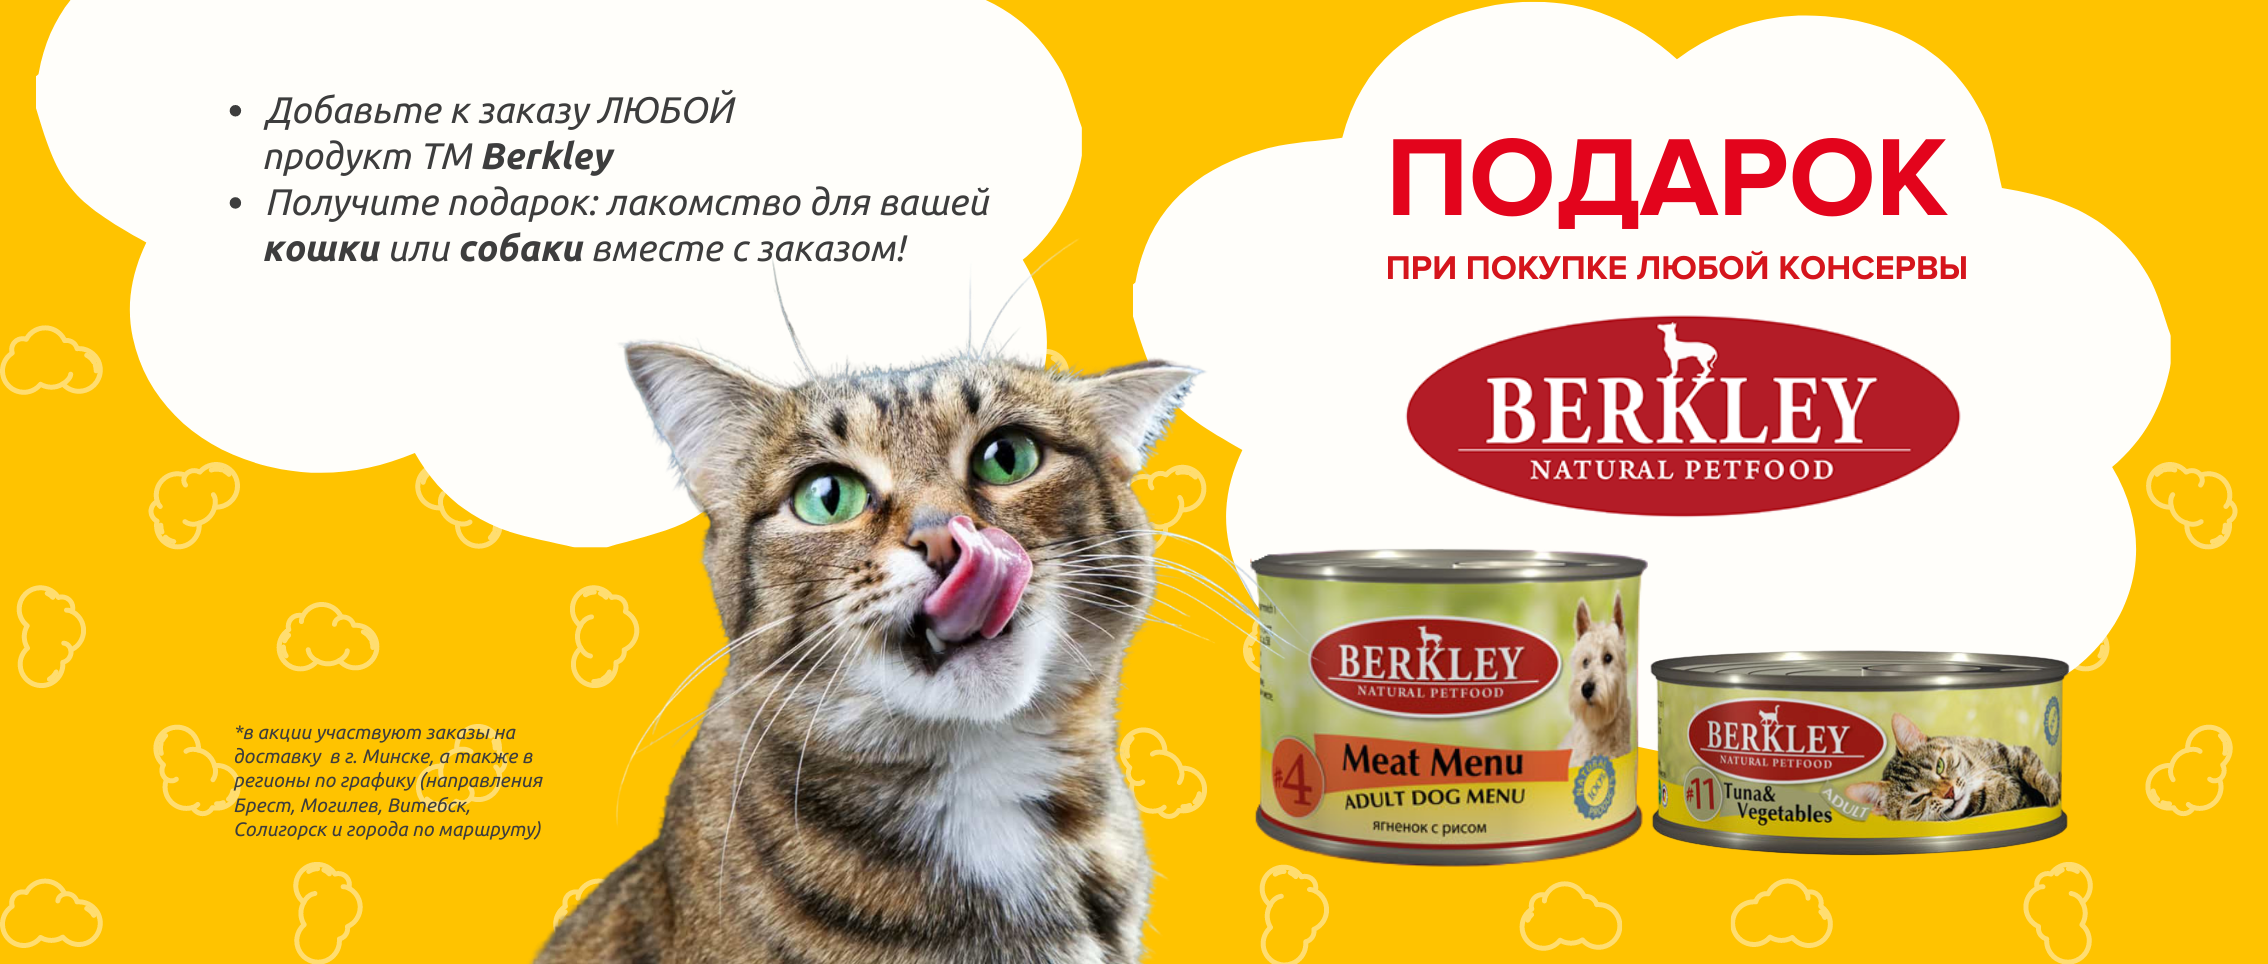 • Добавьте к заказу ЛЮБОЙ
продукт ТМ Berkley
• Получите подарок: лакомство для вашей
кошки или собаки вместе с заказом!
*в акции участвуют заказы на
доставку в г. Минске, а также в
регионы по графику (направления
Брест, Могилев, Витебск,
Солигорск и города по маршруту)
ПОДАРОК
ПРИ ПОКУПКЕ ЛЮБОЙ КОНСЕРВЫ
BERKLEY
NATURAL PETFOOD
BERKLEY
NATURAL PETFOOD
#4
Meat Menu
ADULT DOG MENU
ягненок с рисом
NATURAL
100%
BERKLEY
NATURAL PETFOOD
#11
Tuna&
Vegetables
ADULT